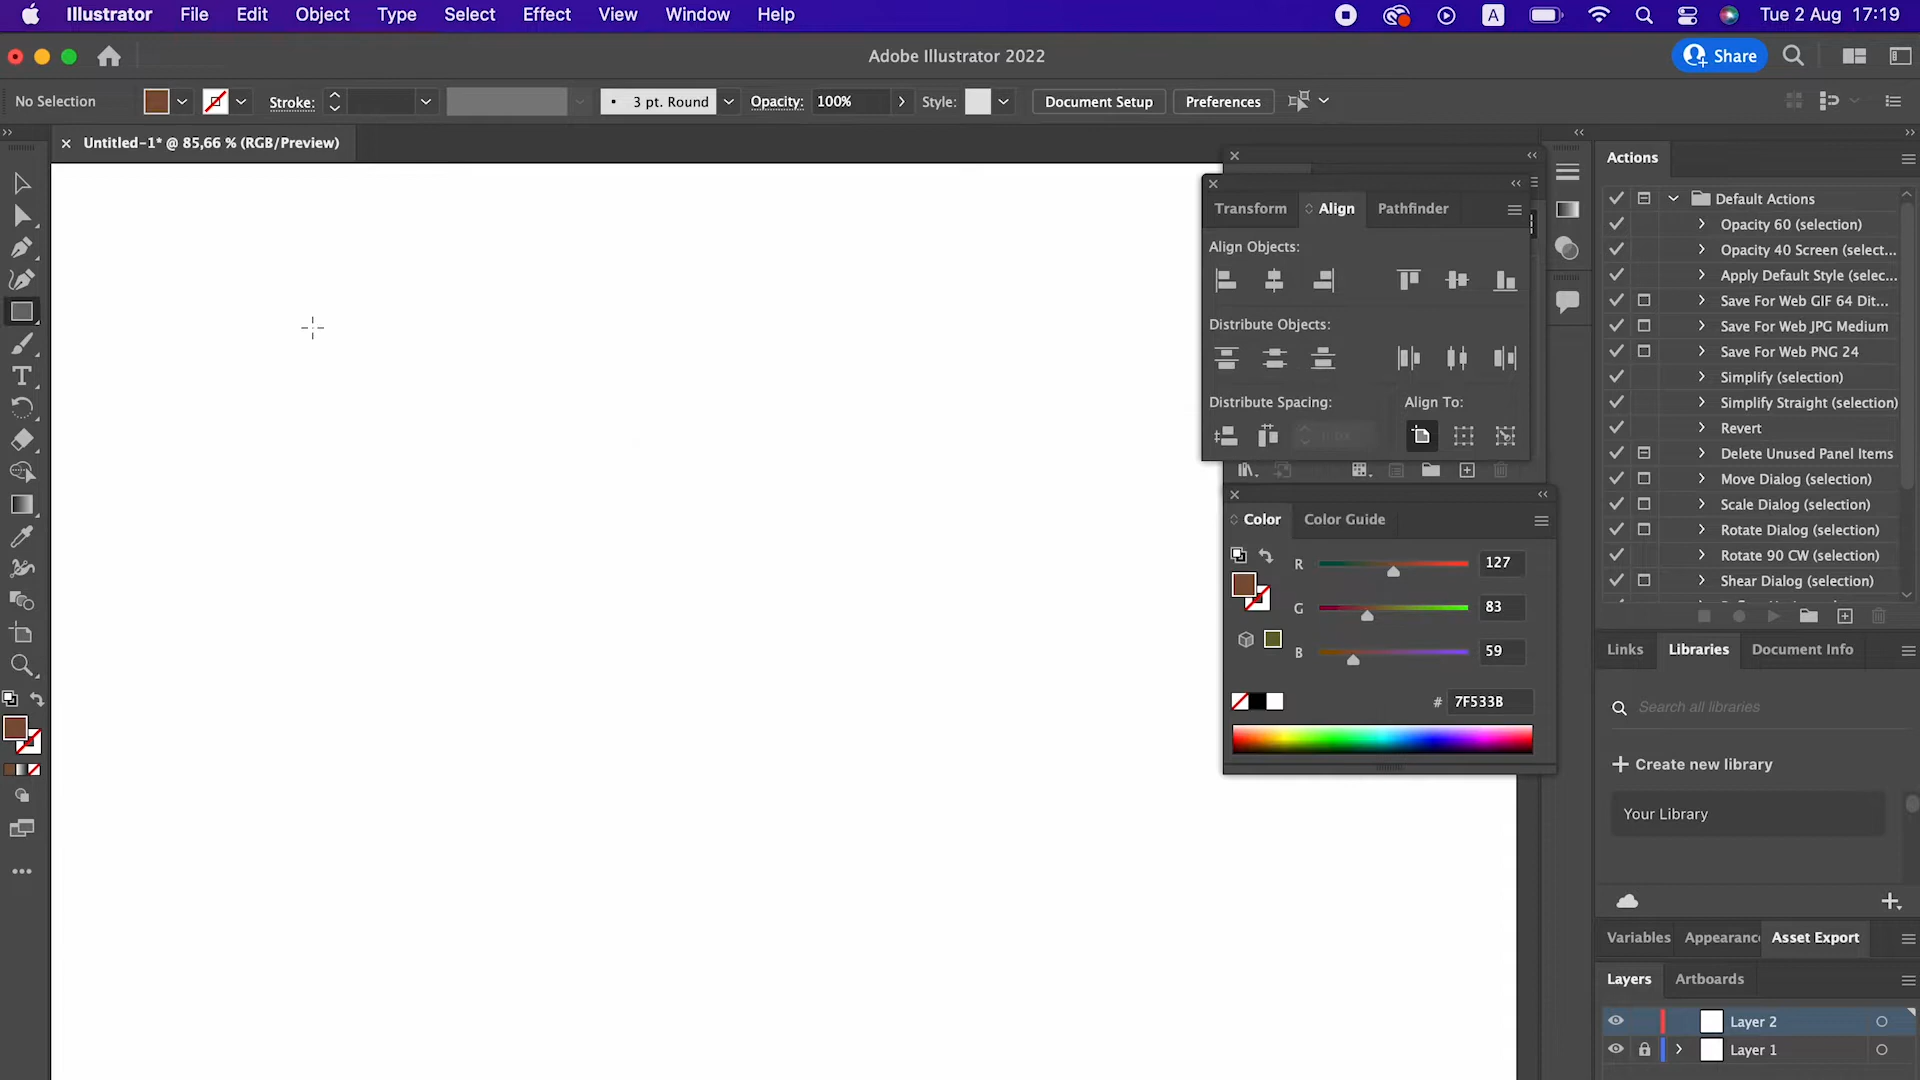 Illustrator File Edit Object Type Select Effect View Window Help A Tue 2 Aug 17:19
Adobe Illustrator 2022 Share
No Selection Stroke: 3 pt. Round Opacity: 100% Style: Document Setup Preferences
Untitled-1* @ 85,66 % (RGB/Preview)
Transform Align Pathfinder
Align Objects:
Distribute Objects:
Distribute Spacing: Align To:
Color Color Guide
R 127
G 83
B 59
# 7F533B
Actions
Default Actions
Opacity 60 (selection)
Opacity 40 Screen (select...
Apply Default Style (selec...
Save For Web GIF 64 Dit...
Save For Web JPG Medium
Save For Web PNG 24
Simplify (selection)
Simplify Straight (selection)
Revert
Delete Unused Panel Items
Move Dialog (selection)
Scale Dialog (selection)
Rotate Dialog (selection)
Rotate 90 CW (selection)
Shear Dialog (selection)
Links Libraries Document Info
Search all libraries
Create new library
Your Library
Variables Appearanc Asset Export
Layers Artboards
Layer 2
Layer 1